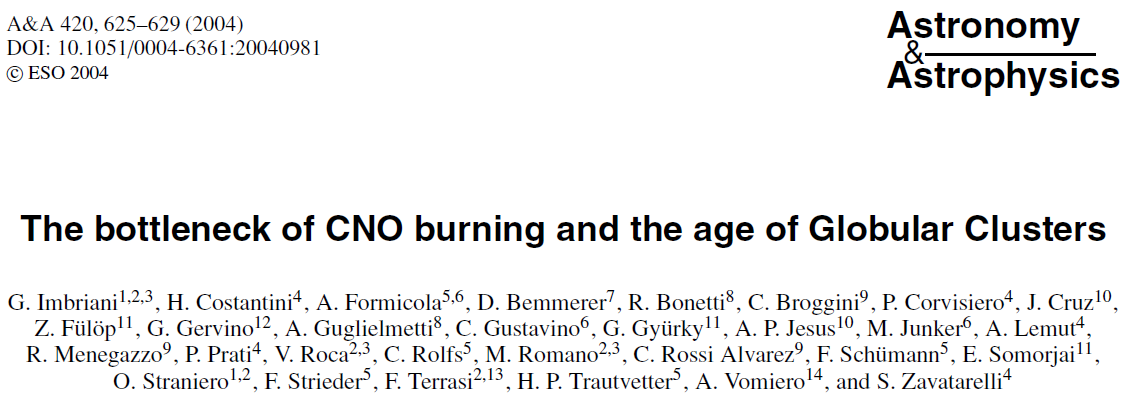 A&A 420, 625–629 (2004)
DOI: 10.1051/0004-6361:20040981
© ESO 2004
Astronomy
&
Astrophysics
The bottleneck of CNO burning and the age of Globular Clusters
G. Imbriani1,2,3, H. Costantini4, A. Formicola5,6, D. Bemmerer7, R. Bonetti8, C. Broggini9, P. Corvisiero4, J. Cruz10,
Z. Fülöp11, G. Gervino12, A. Guglielmetti8, C. Gustavino6, G. Gyürky11, A. P. Jesus10, M. Junker6, A. Lemut4,
R. Menegazzo9, P. Prati4, V. Roca2,3, C. Rolfs5, M. Romano2,3, C. Rossi Alvarez9, F. Schümann5, E. Somorjai11,
O. Straniero1,2, F. Strieder5, F. Terrasi2,13, H. P. Trautvetter5, A. Vomiero14, and S. Zavatarelli4